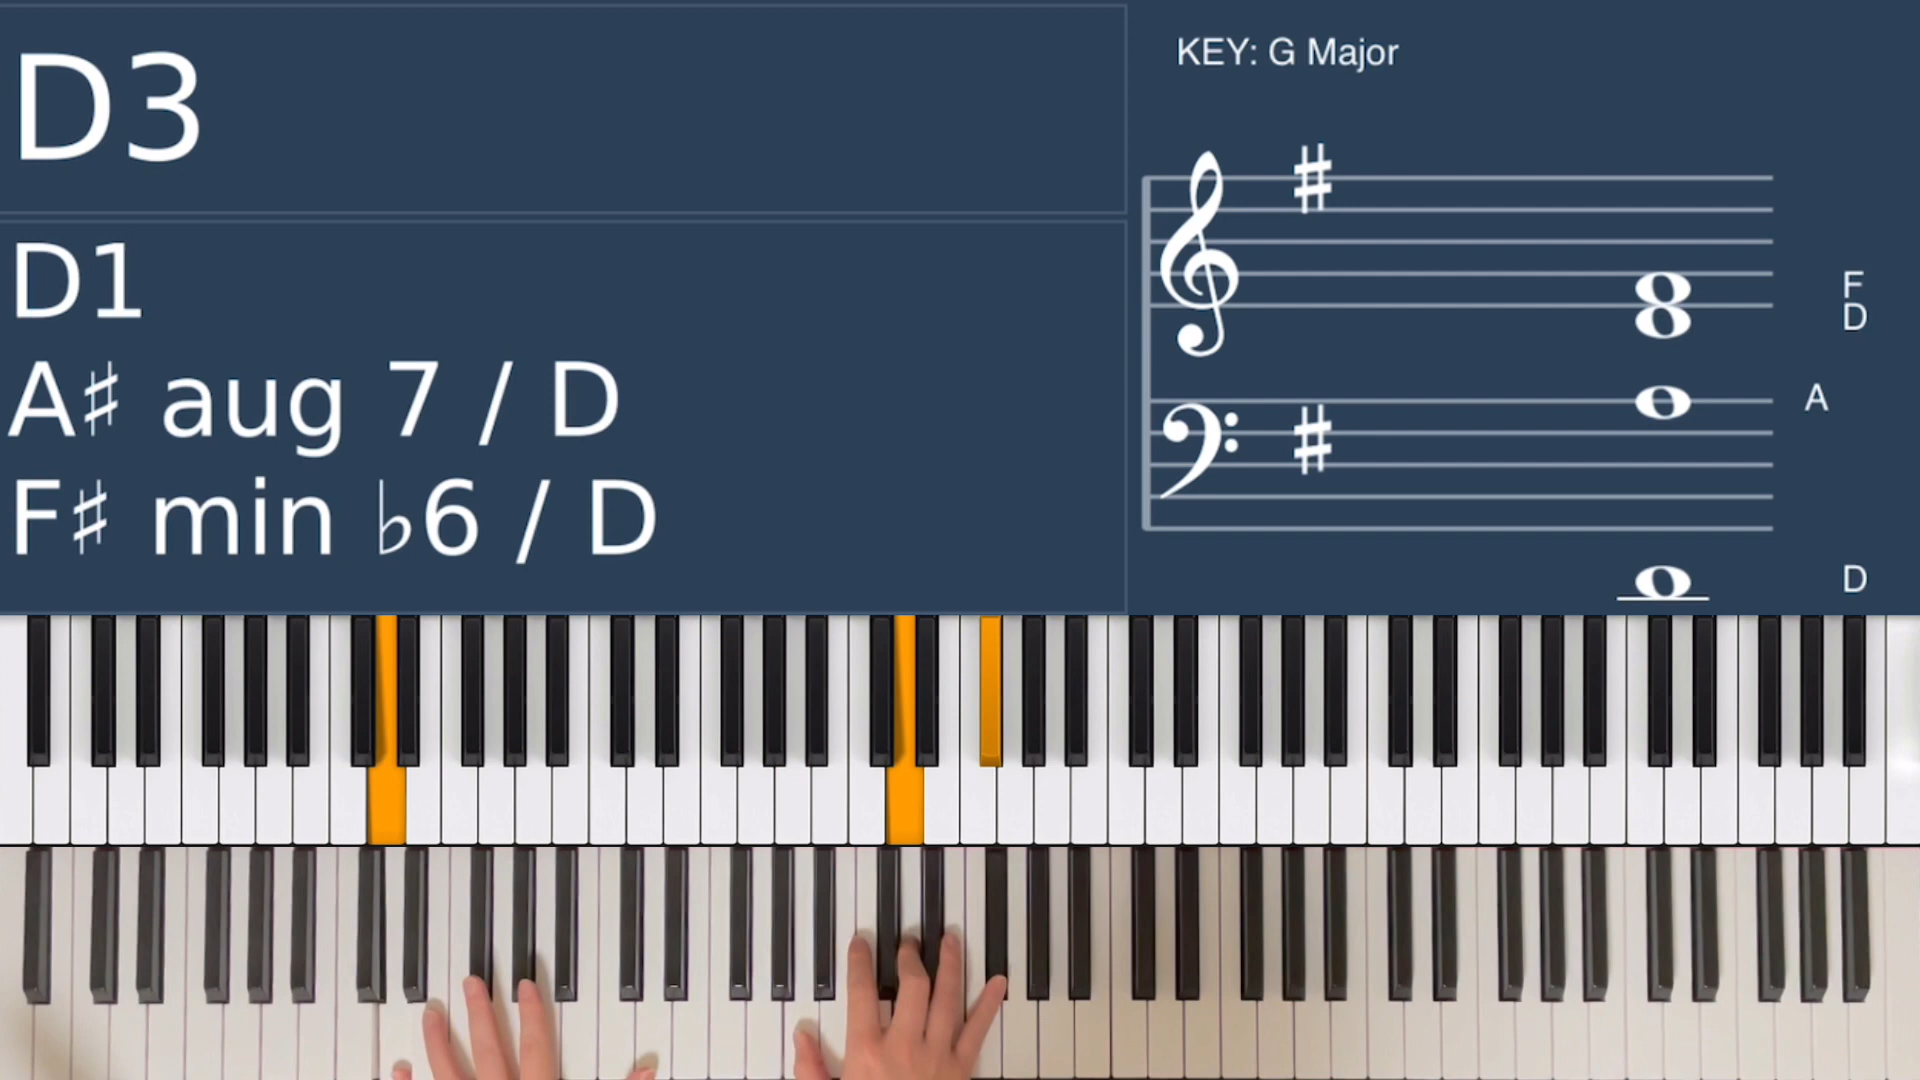 D3
D1
A♯ aug 7 / D
F♯ min ♭6 / D
KEY: G Major
F
D
A
D